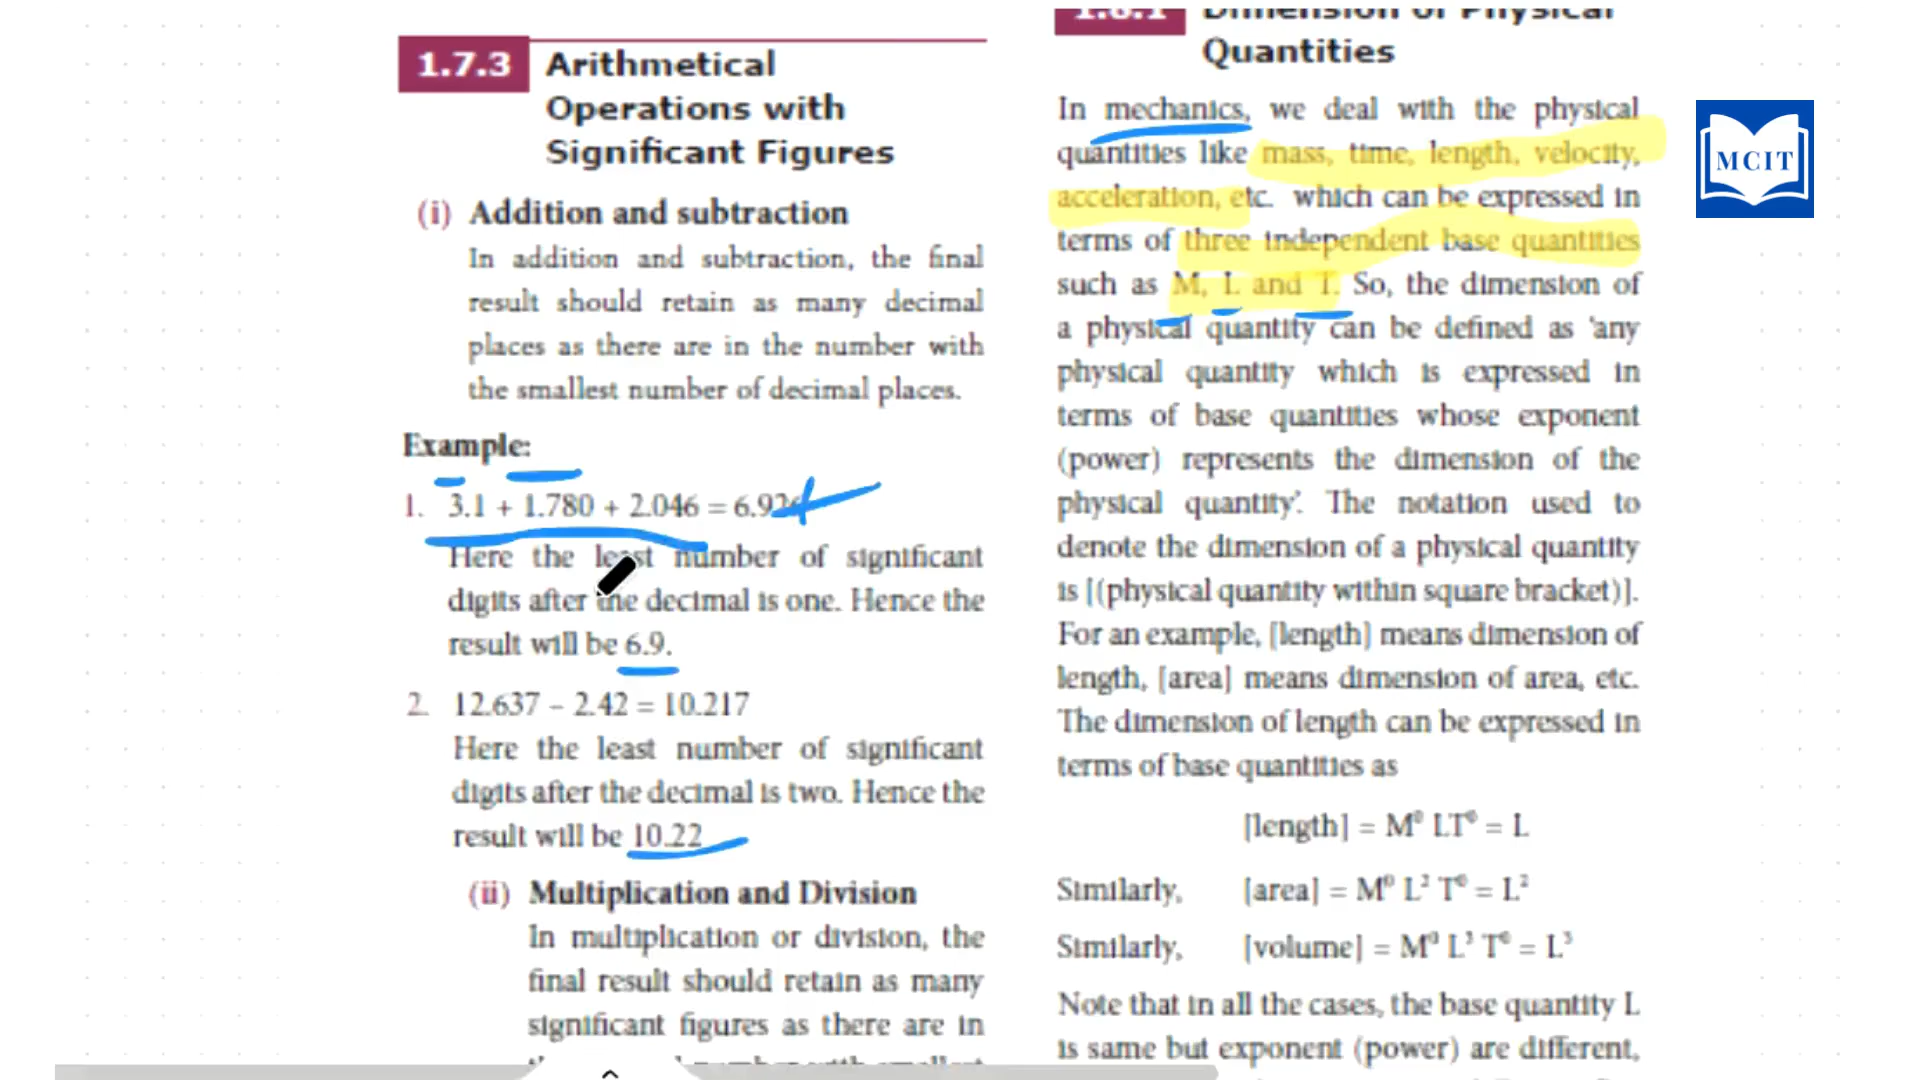 1.7.3 Arithmetical
Operations with
Significant Figures
(i) Addition and subtraction
In addition and subtraction, the final
result should retain as many decimal
places as there are in the number with
the smallest number of decimal places.
Example:
1. 3.1 + 1.780 + 2.046 = 6.926
Here the least number of significant
digits after the decimal is one. Hence the
result will be 6.9.
2. 12.637 – 2.42 = 10.217
Here the least number of significant
digits after the decimal is two. Hence the
result will be 10.22
(ii) Multiplication and Division
In multiplication or division, the
final result should retain as many
significant figures as there are in
1.8.1 Dimension of Physical
Quantities
In mechanics, we deal with the physical
quantities like mass, time, length, velocity,
acceleration, etc. which can be expressed in
terms of three independent base quantities
such as M, L and T. So, the dimension of
a physical quantity can be defined as 'any
physical quantity which is expressed in
terms of base quantities whose exponent
(power) represents the dimension of the
physical quantity'. The notation used to
denote the dimension of a physical quantity
is [(physical quantity within square bracket)].
For an example, [length] means dimension of
length, [area] means dimension of area, etc.
The dimension of length can be expressed in
terms of base quantities as
[length] = M⁰ LT⁰ = L
Similarly, [area] = M⁰ L² T⁰ = L²
Similarly, [volume] = M⁰ L³ T⁰ = L³
Note that in all the cases, the base quantity L
is same but exponent (power) are different,
MCIT